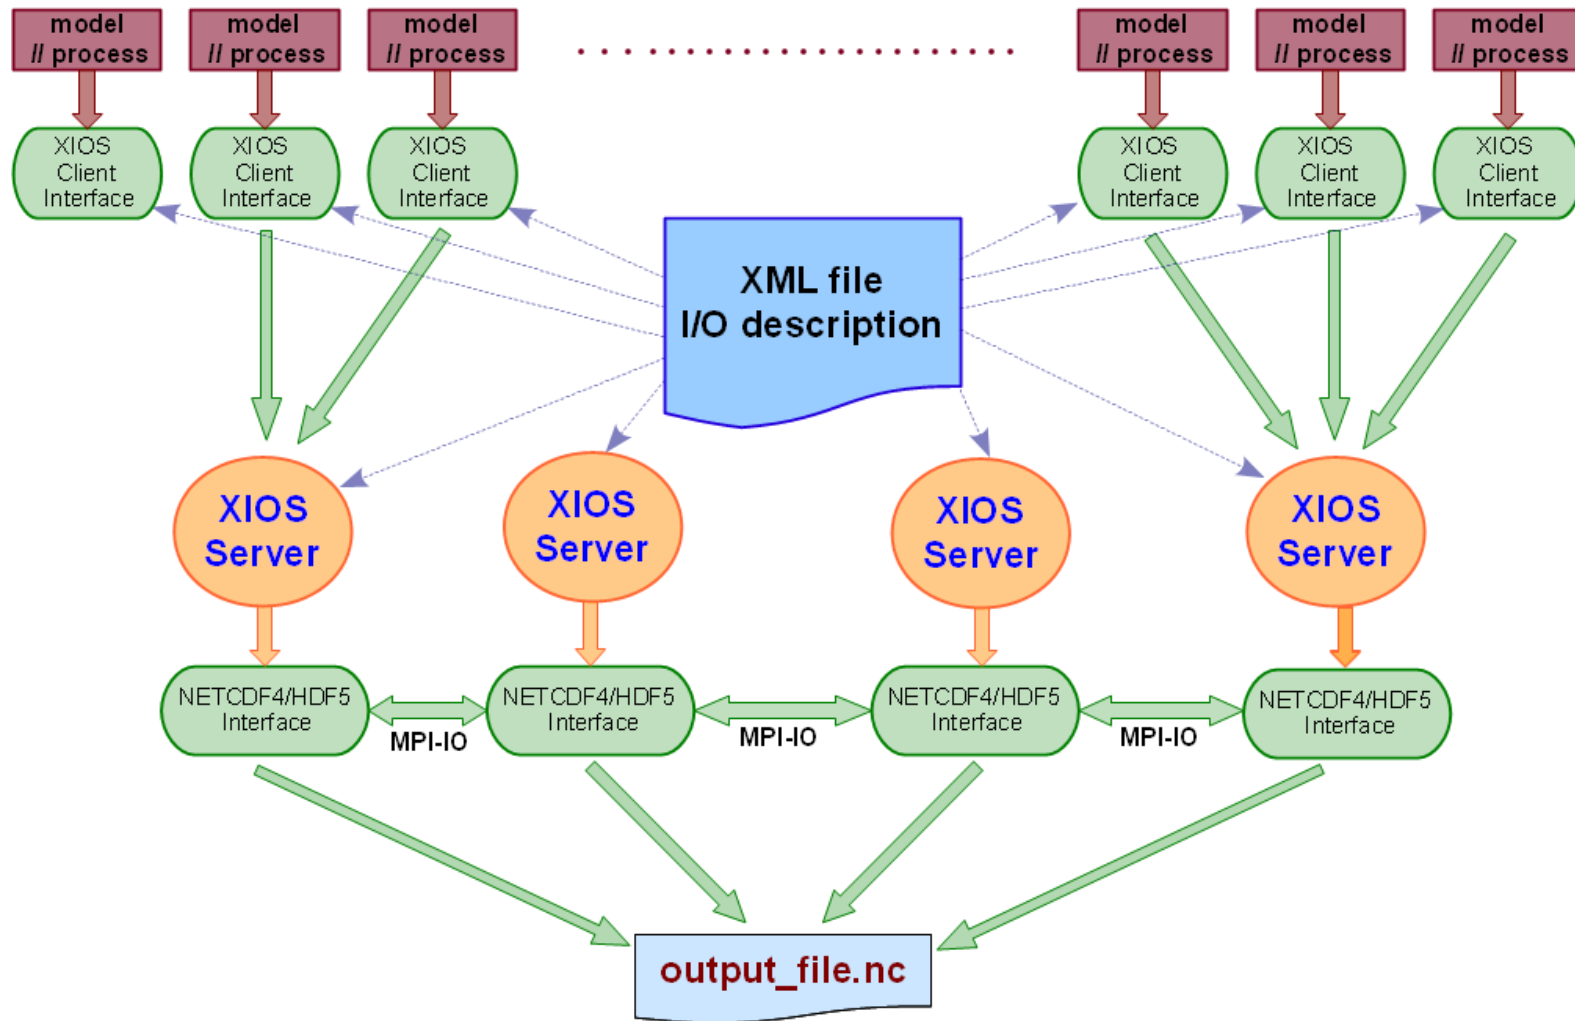 model
// process
model
// process
model
// process
model
// process
model
// process
model
// process
XIOS
Client
Interface
XIOS
Client
Interface
XIOS
Client
Interface
XIOS
Client
Interface
XIOS
Client
Interface
XIOS
Client
Interface
XML file
I/O description
XIOS
Server
XIOS
Server
XIOS
Server
XIOS
Server
NETCDF4/HDF5
Interface
MPI-IO
NETCDF4/HDF5
Interface
MPI-IO
NETCDF4/HDF5
Interface
MPI-IO
NETCDF4/HDF5
Interface
output_file.nc